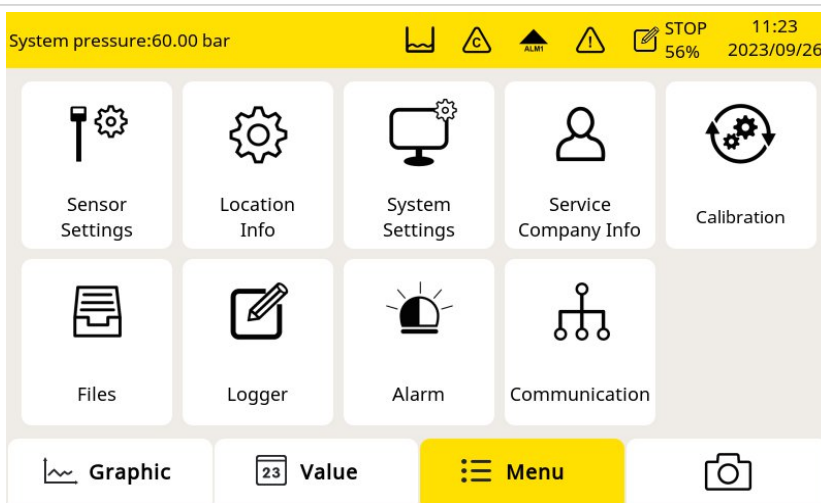 System pressure:60.00 bar
C
ALM1
!
STOP
56%
11:23
2023/09/26
Sensor
Settings
Location
Info
System
Settings
Service
Company Info
Calibration
Files
Logger
Alarm
Communication
Graphic
23
Value
Menu